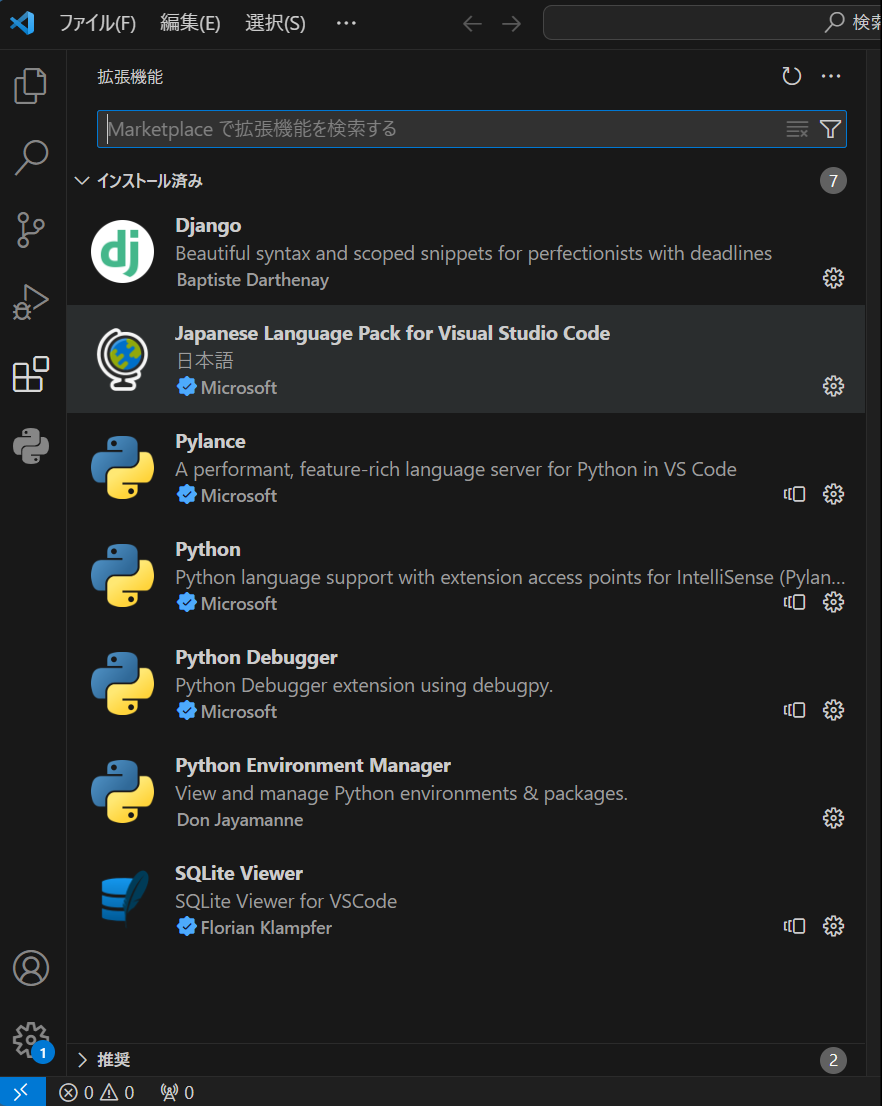 ファイル(F) 編集(E) 選択(S) ··· 検索
拡張機能
Marketplace で拡張機能を検索する
インストール済み 7
Django
Beautiful syntax and scoped snippets for perfectionists with deadlines
Baptiste Darthenay
Japanese Language Pack for Visual Studio Code
日本語
Microsoft
Pylance
A performant, feature-rich language server for Python in VS Code
Microsoft
Python
Python language support with extension access points for IntelliSense (Pylan...
Microsoft
Python Debugger
Python Debugger extension using debugpy.
Microsoft
Python Environment Manager
View and manage Python environments & packages.
Don Jayamanne
SQLite Viewer
SQLite Viewer for VSCode
Florian Klampfer
1
推奨 2
0 0 0
dj